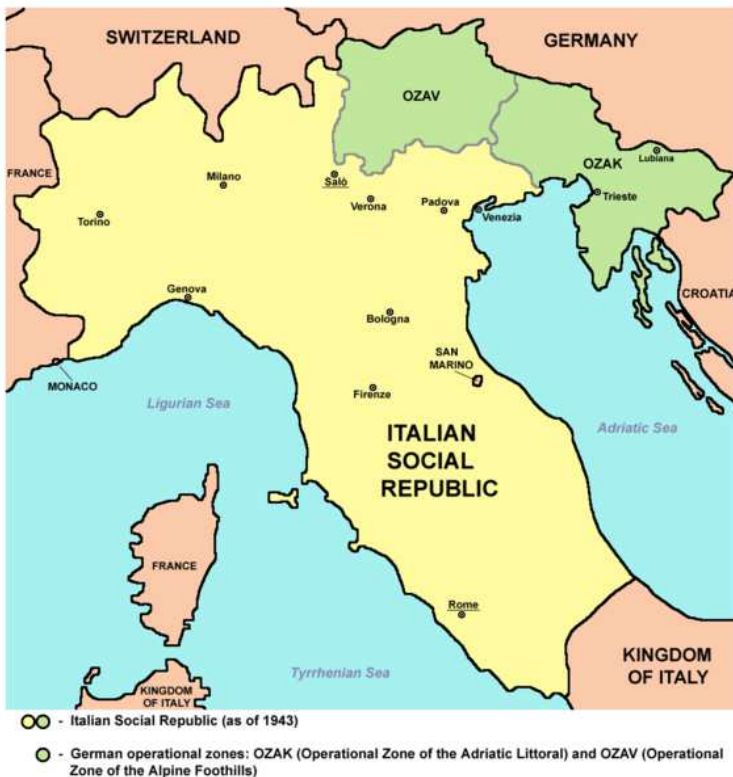 SWITZERLAND
GERMANY
OZAV
OZAK
Lubiana
FRANCE
Milano
Salò
Verona
Padova
Venezia
Trieste
Torino
Genova
Bologna
CROATIA
SAN
MARINO
MONACO
Firenze
Ligurian Sea
Adriatic Sea
ITALIAN
SOCIAL
REPUBLIC
FRANCE
Rome
Tyrrhenian Sea
KINGDOM
OF ITALY
KINGDOM
OF ITALY
- Italian Social Republic (as of 1943)
- German operational zones: OZAK (Operational Zone of the Adriatic Littoral) and OZAV (Operational
Zone of the Alpine Foothills)